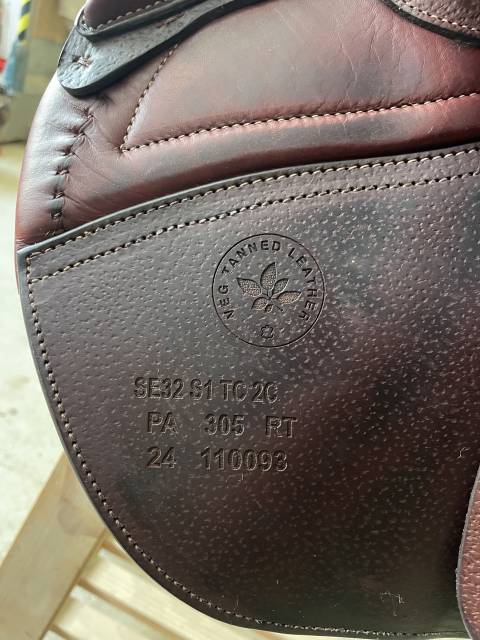 VEG TANNED LEATHER
SE32 S1 TC 2C
PA 305 RT
24 110093